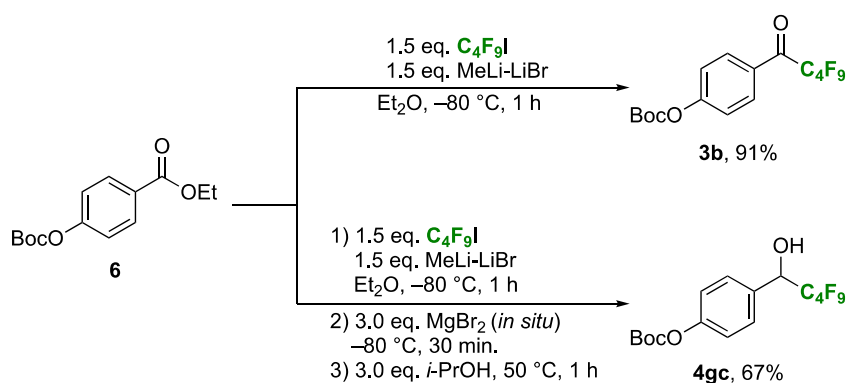 1.5 eq. C₄F₉I
1.5 eq. MeLi-LiBr
Et₂O, –80 °C, 1 h
O
C₄F₉
BocO
3b, 91%
O
OEt
BocO
6
1) 1.5 eq. C₄F₉I
1.5 eq. MeLi-LiBr
Et₂O, –80 °C, 1 h
2) 3.0 eq. MgBr₂ (in situ)
–80 °C, 30 min.
3) 3.0 eq. i-PrOH, 50 °C, 1 h
OH
C₄F₉
BocO
4gc, 67%